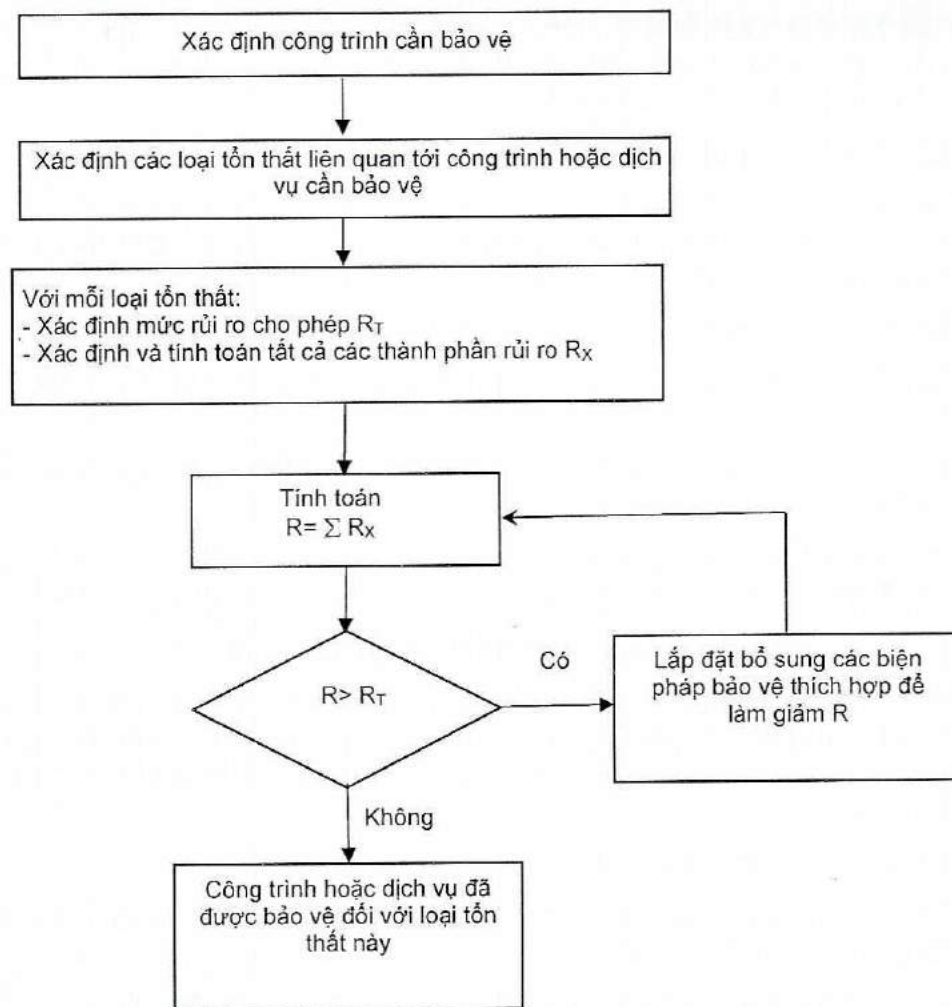 Xác định công trình cần bảo vệ
Xác định các loại tổn thất liên quan tới công trình hoặc dịch
vụ cần bảo vệ
Với mỗi loại tổn thất:
- Xác định mức rủi ro cho phép RT
- Xác định và tính toán tất cả các thành phần rủi ro RX
Tính toán
R= ∑ RX
R> RT
Có
Lắp đặt bổ sung các biện
pháp bảo vệ thích hợp để
làm giảm R
Không
Công trình hoặc dịch vụ đã
được bảo vệ đối với loại tổn
thất này